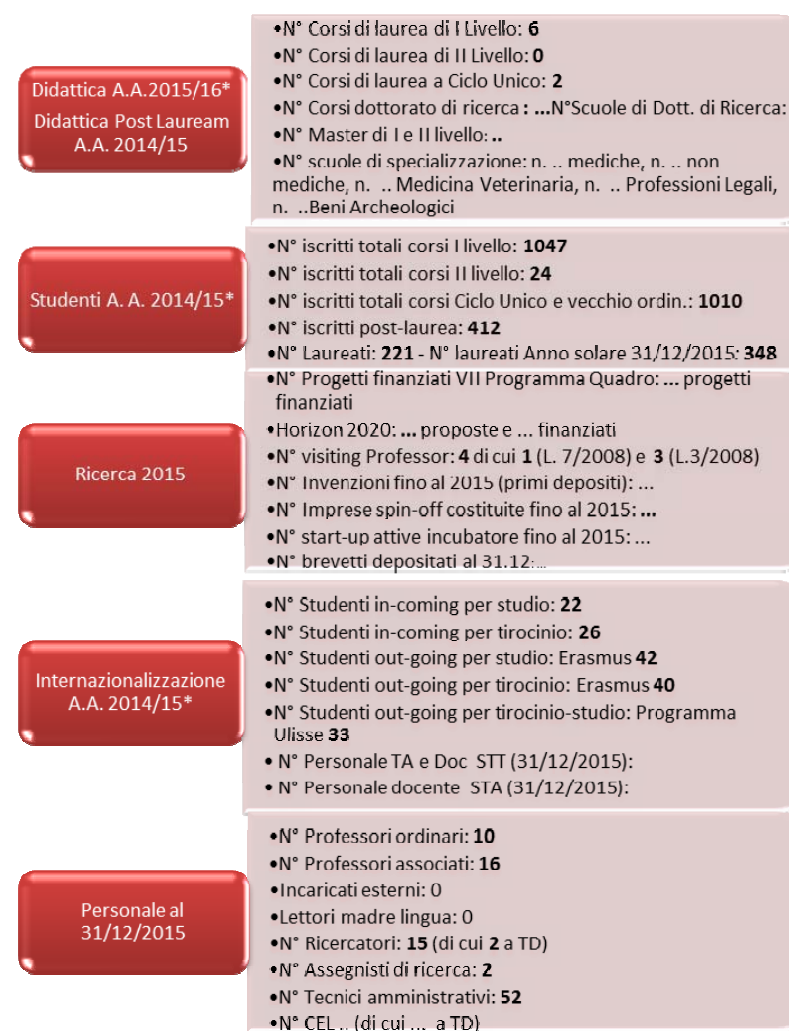 Didattica A.A.2015/16*
Didattica Post Lauream
A.A. 2014/15
•N° Corsi di laurea di I Livello: 6
•N° Corsi di laurea di II Livello: 0
•N° Corsi di laurea a Ciclo Unico: 2
•N° Corsi dottorato di ricerca : ...N°Scuole di Dott. di Ricerca:
•N° Master di I e II livello: ..
•N° scuole di specializzazione: n. .. mediche, n. .. non
mediche, n. .. Medicina Veterinaria, n. .. Professioni Legali,
n. ..Beni Archeologici
Studenti A. A. 2014/15*
•N° iscritti totali corsi I livello: 1047
•N° iscritti totali corsi II livello: 24
•N° iscritti totali corsi Ciclo Unico e vecchio ordin.: 1010
•N° iscritti post-laurea: 412
•N° Laureati: 221 - N° laureati Anno solare 31/12/2015: 348
Ricerca 2015
•N° Progetti finanziati VII Programma Quadro: ... progetti
finanziati
•Horizon 2020: ... proposte e ... finanziati
•N° visiting Professor: 4 di cui 1 (L. 7/2008) e 3 (L.3/2008)
•N° Invenzioni fino al 2015 (primi depositi): ...
•N° Imprese spin-off costituite fino al 2015: ...
•N° start-up attive incubatore fino al 2015: ...
•N° brevetti depositati al 31.12:...
Internazionalizzazione
A.A. 2014/15*
•N° Studenti in-coming per studio: 22
•N° Studenti in-coming per tirocinio: 26
•N° Studenti out-going per studio: Erasmus 42
•N° Studenti out-going per tirocinio: Erasmus 40
•N° Studenti out-going per tirocinio-studio: Programma
Ulisse 33
• N° Personale TA e Doc STT (31/12/2015):
• N° Personale docente STA (31/12/2015):
Personale al
31/12/2015
•N° Professori ordinari: 10
•N° Professori associati: 16
•Incaricati esterni: 0
•Lettori madre lingua: 0
•N° Ricercatori: 15 (di cui 2 a TD)
•N° Assegnisti di ricerca: 2
•N° Tecnici amministrativi: 52
•N° CEL .. (di cui ... a TD)